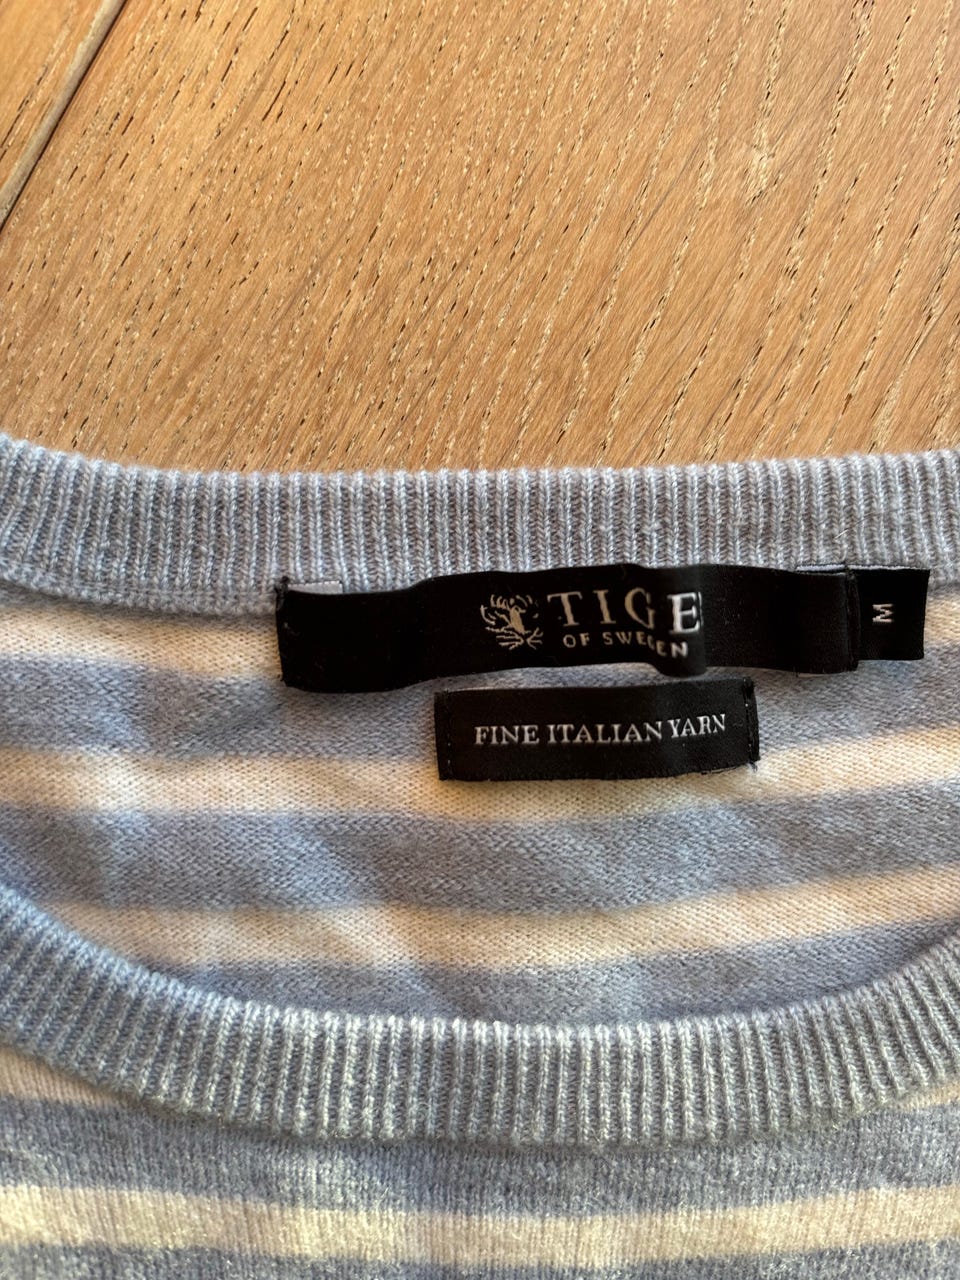 TIGE
OF SWEDEN
M
FINE ITALIAN YARN